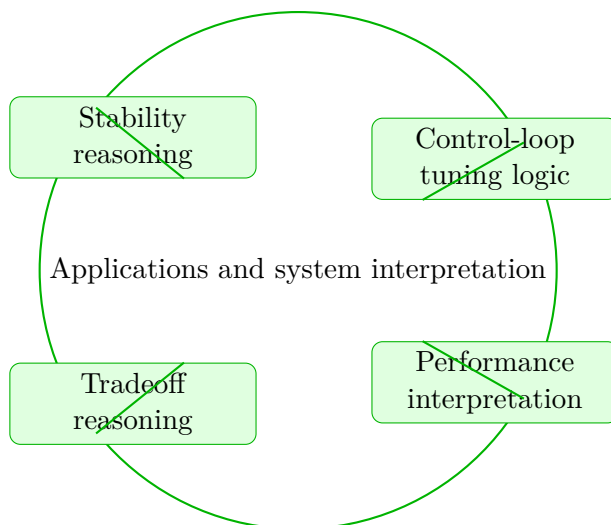 Stability
reasoning
Control-loop
tuning logic
Applications and system interpretation
Tradeoff
reasoning
Performance
interpretation